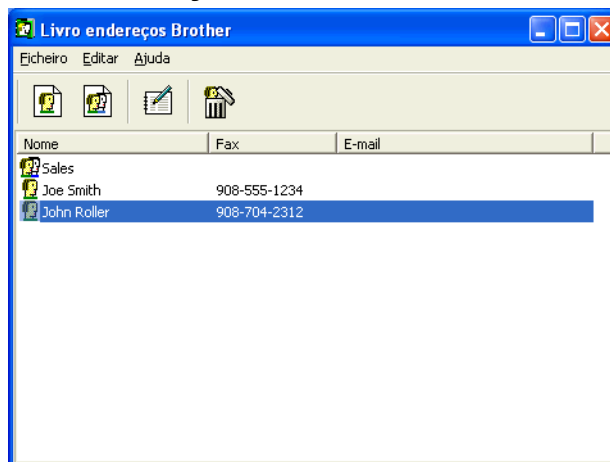 Livro endereços Brother
Ficheiro Editar Ajuda
Nome Fax E-mail
Sales
Joe Smith 908-555-1234
John Roller 908-704-2312